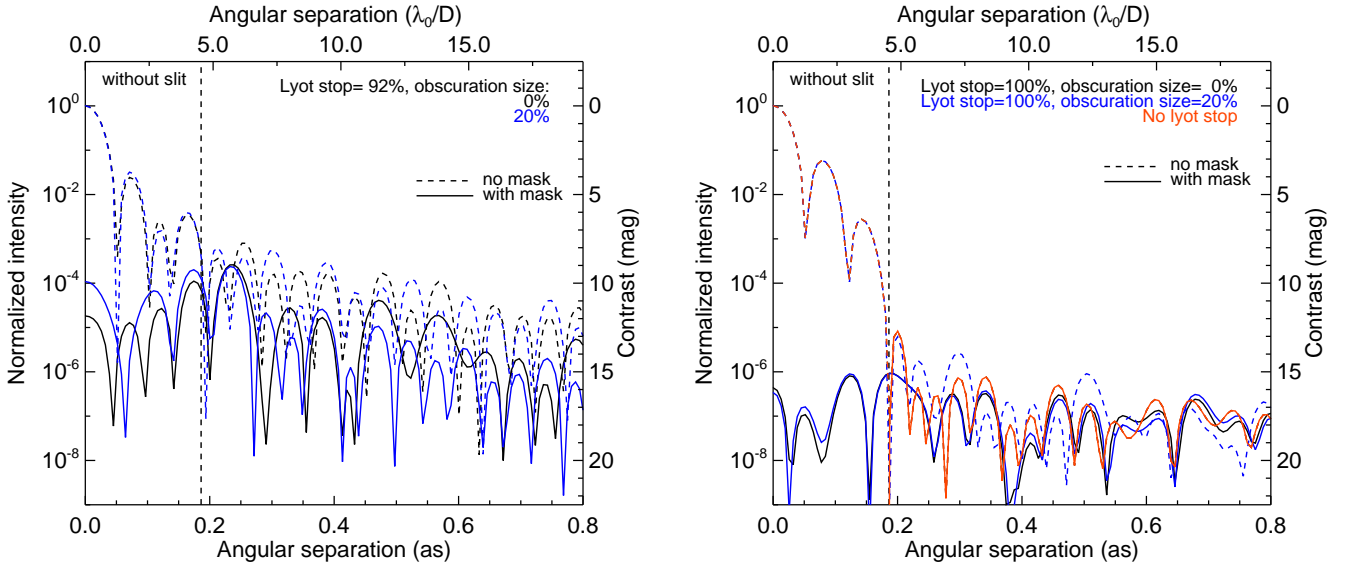 Angular separation (λ₀/D)
0.0 5.0 10.0 15.0
without slit
Lyot stop= 92%, obscuration size:
0%
20%
no mask
with mask
10⁰
10⁻²
10⁻⁴
10⁻⁶
10⁻⁸
Normalized intensity
0
5
10
15
20
Contrast (mag)
0.0 0.2 0.4 0.6 0.8
Angular separation (as)
Angular separation (λ₀/D)
0.0 5.0 10.0 15.0
without slit
Lyot stop=100%, obscuration size= 0%
Lyot stop=100%, obscuration size=20%
No lyot stop
no mask
with mask
10⁰
10⁻²
10⁻⁴
10⁻⁶
10⁻⁸
Normalized intensity
0
5
10
15
20
Contrast (mag)
0.0 0.2 0.4 0.6 0.8
Angular separation (as)